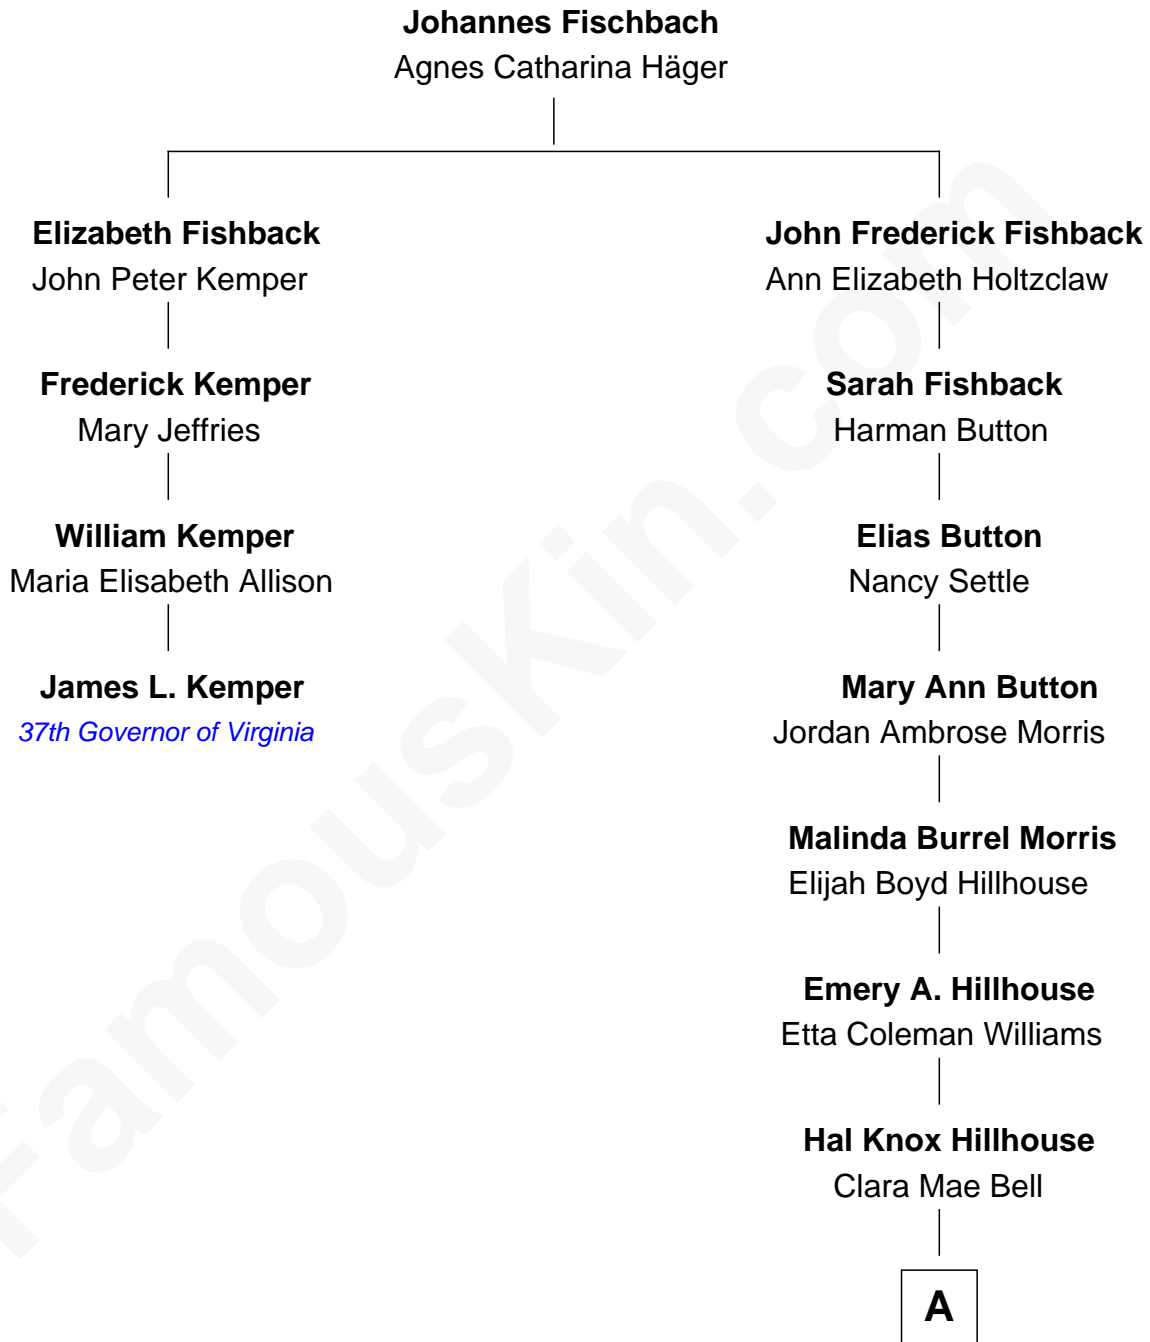 Johannes Fischbach
Agnes Catharina Häger
Elizabeth Fishback
John Peter Kemper
John Frederick Fishback
Ann Elizabeth Holtzclaw
Frederick Kemper
Mary Jeffries
Sarah Fishback
Harman Button
William Kemper
Maria Elisabeth Allison
Elias Button
Nancy Settle
James L. Kemper
37th Governor of Virginia
Mary Ann Button
Jordan Ambrose Morris
Malinda Burrel Morris
Elijah Boyd Hillhouse
Emery A. Hillhouse
Etta Coleman Williams
Hal Knox Hillhouse
Clara Mae Bell
A
FamousKin.com